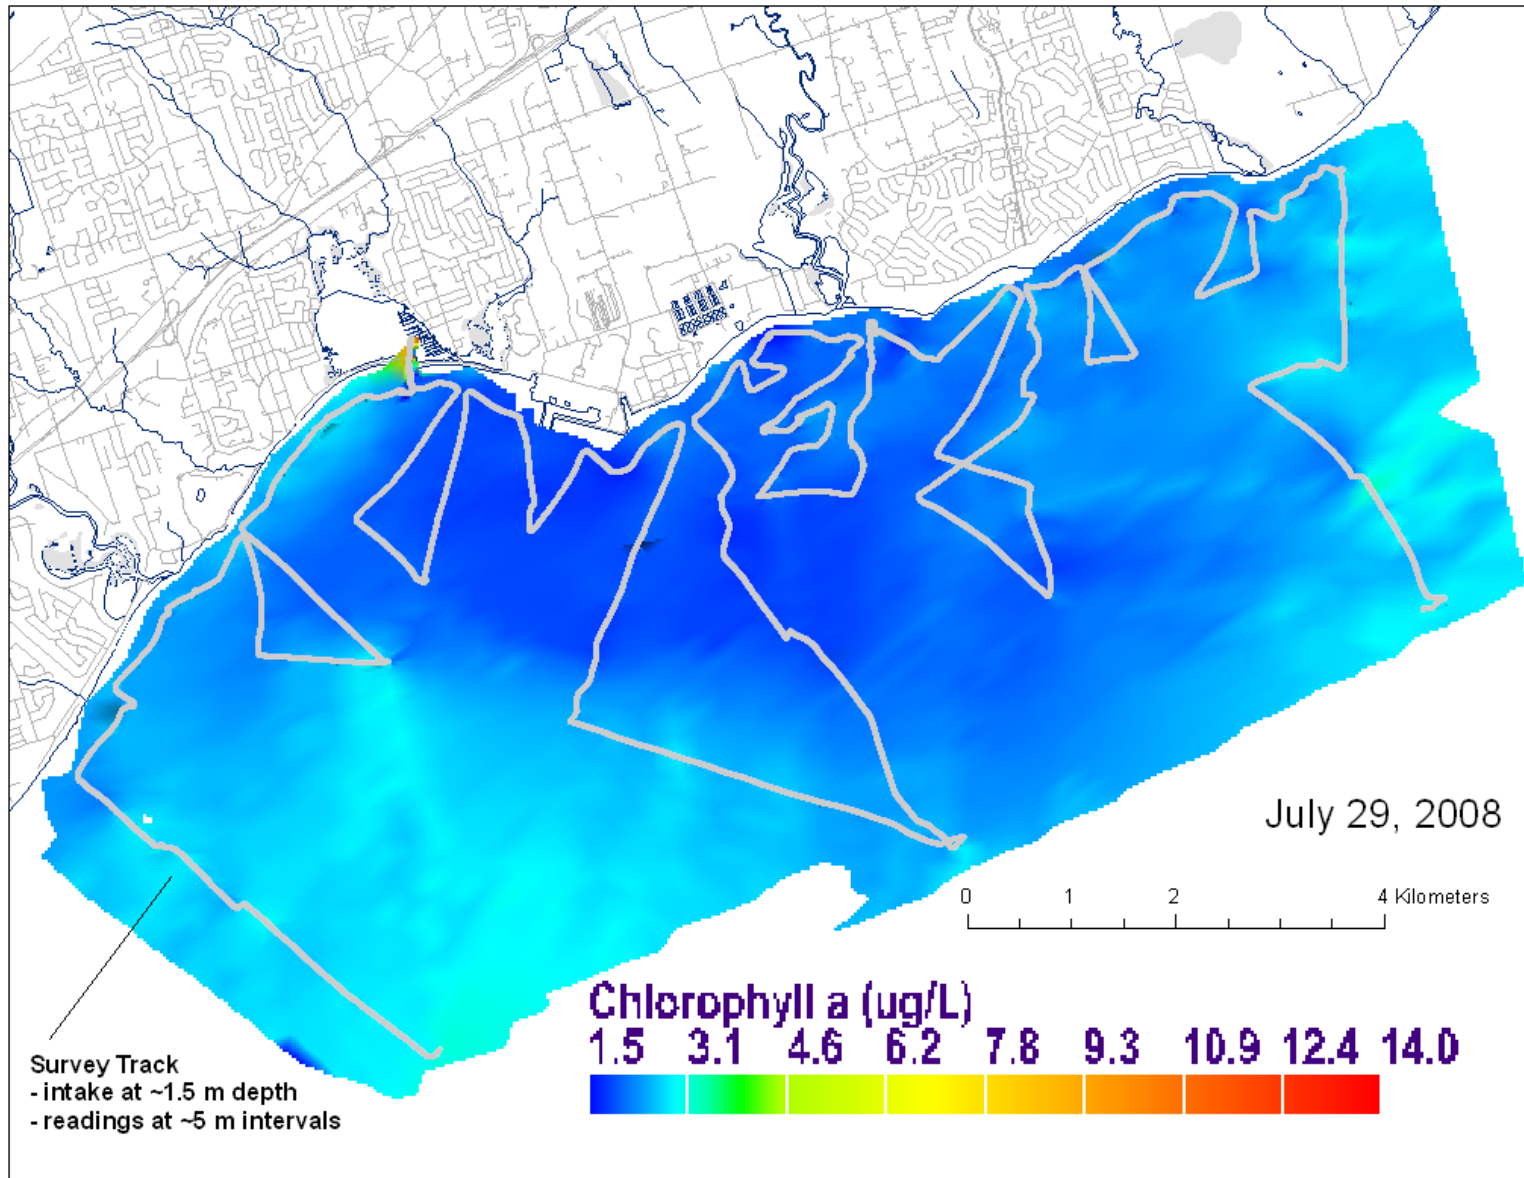 July 29, 2008
0 1 2 4 Kilometers
Chlorophyll a (ug/L)
1.5 3.1 4.6 6.2 7.8 9.3 10.9 12.4 14.0
Survey Track
- intake at ~1.5 m depth
- readings at ~5 m intervals